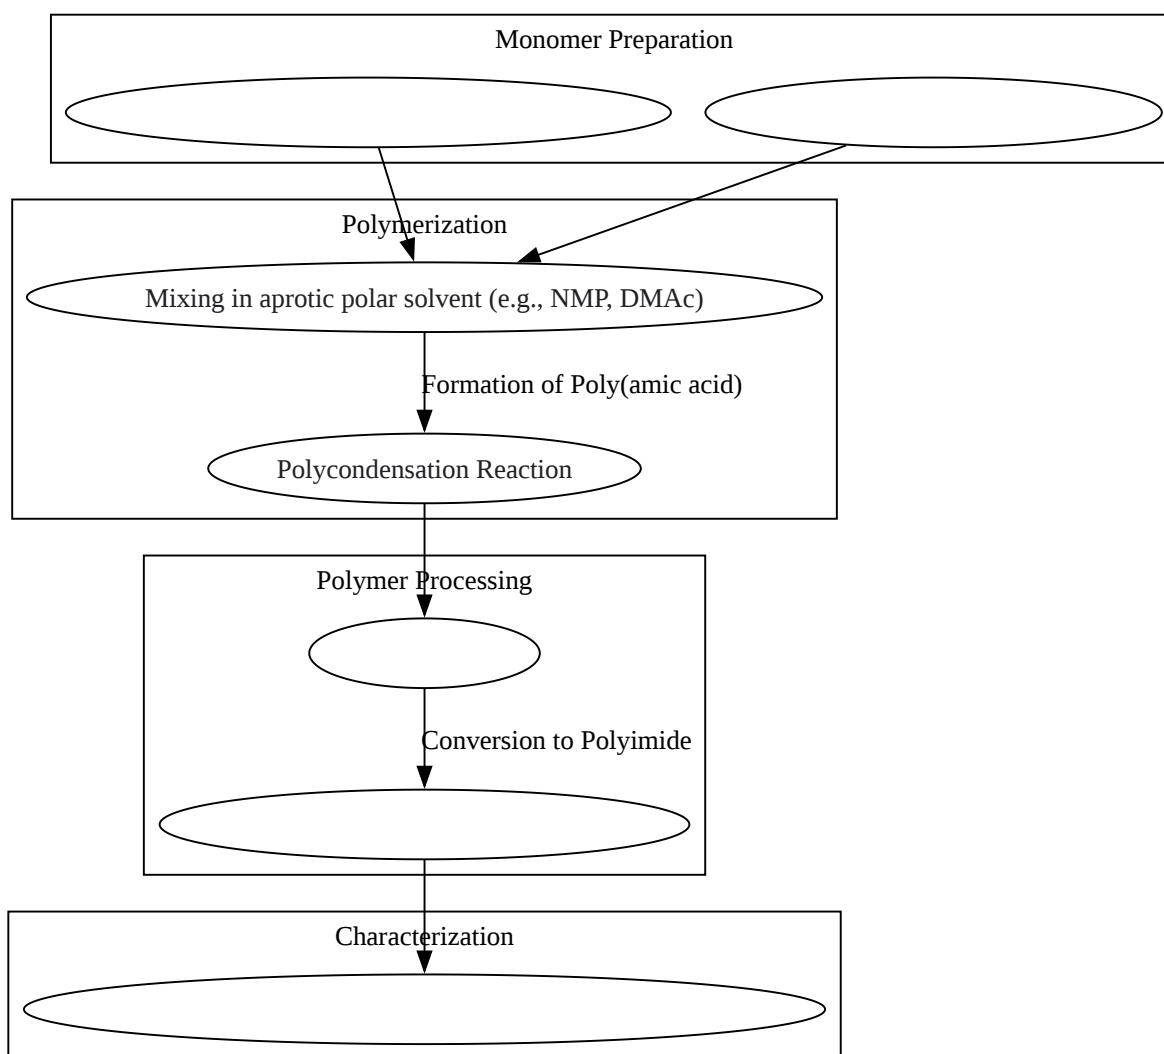 Monomer Preparation
Polymerization
Mixing in aprotic polar solvent (e.g., NMP, DMAc)
Formation of Poly(amic acid)
Polycondensation Reaction
Polymer Processing
Conversion to Polyimide
Characterization